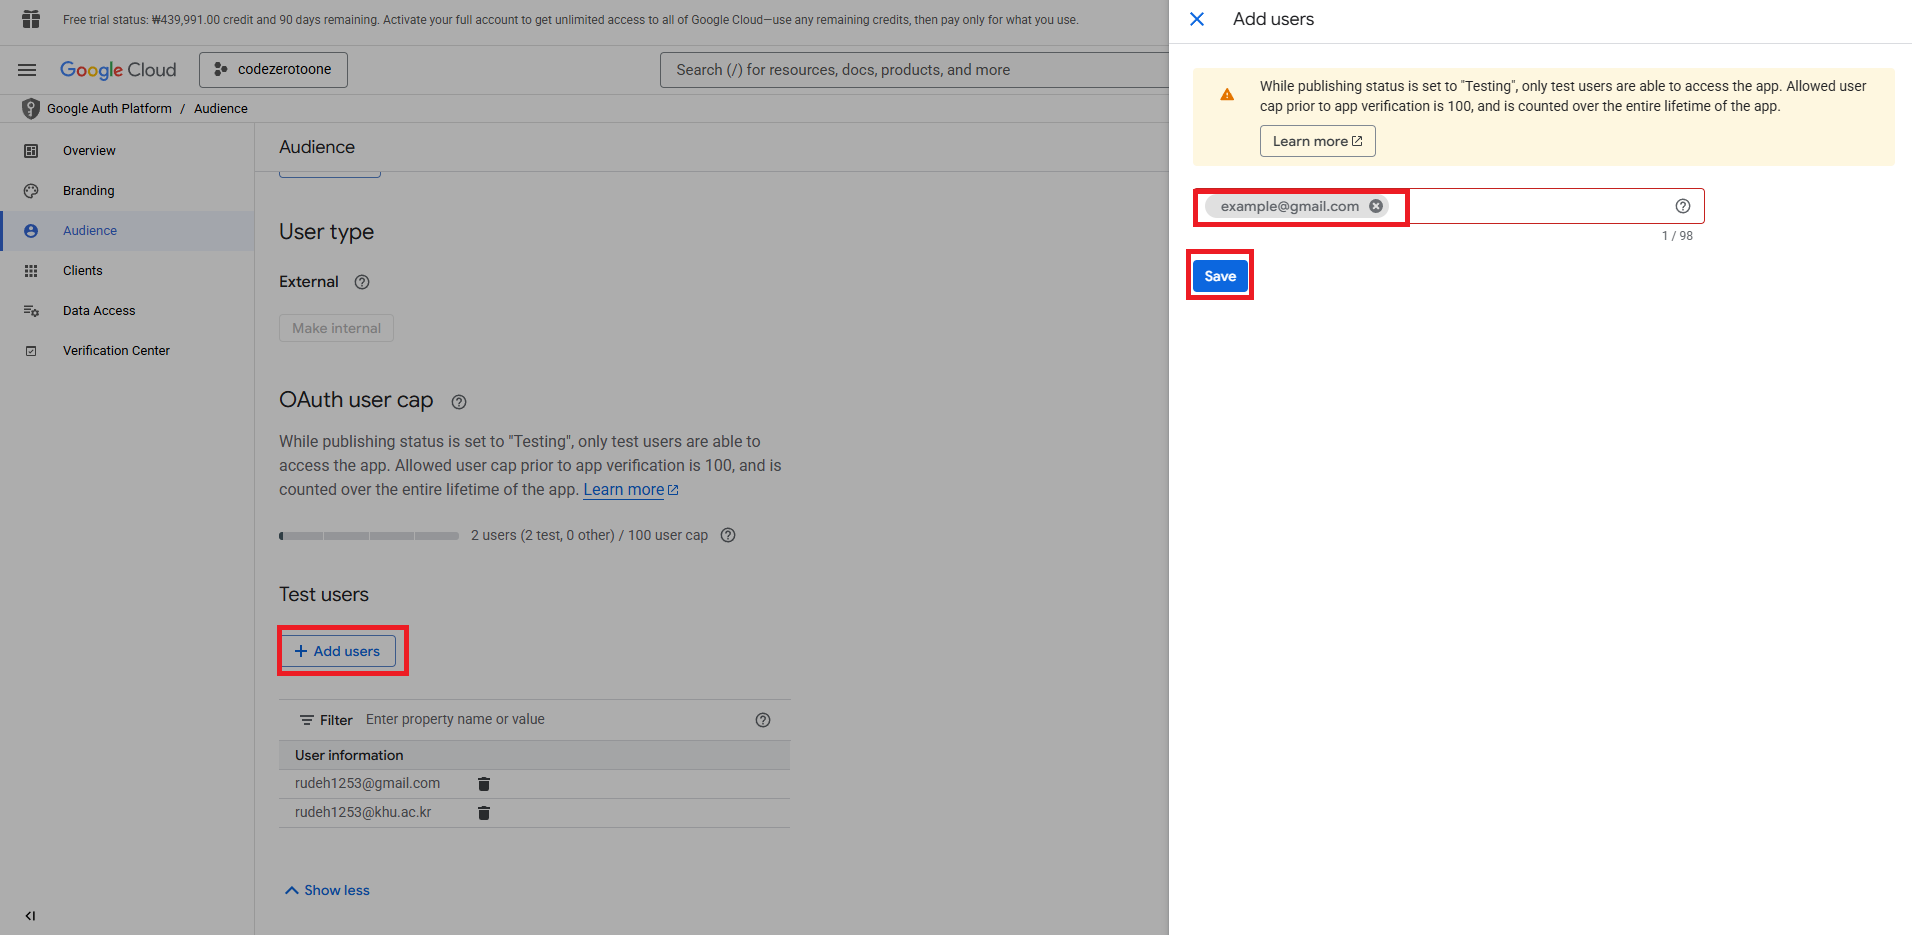 Free trial status: ₩439,991.00 credit and 90 days remaining. Activate your full account to get unlimited access to all of Google Cloud—use any remaining credits, then pay only for what you use.
Google Cloud
codezerotoone
Search (/) for resources, docs, products, and more
Google Auth Platform / Audience
Overview
Branding
Audience
Clients
Data Access
Verification Center
Audience
User type
External
Make internal
OAuth user cap
While publishing status is set to "Testing", only test users are able to
access the app. Allowed user cap prior to app verification is 100, and is
counted over the entire lifetime of the app. Learn more
2 users (2 test, 0 other) / 100 user cap
Test users
+ Add users
Filter Enter property name or value
User information
rudeh1253@gmail.com
rudeh1253@khu.ac.kr
Show less
Add users
While publishing status is set to "Testing", only test users are able to access the app. Allowed user
cap prior to app verification is 100, and is counted over the entire lifetime of the app.
Learn more
example@gmail.com
1 / 98
Save